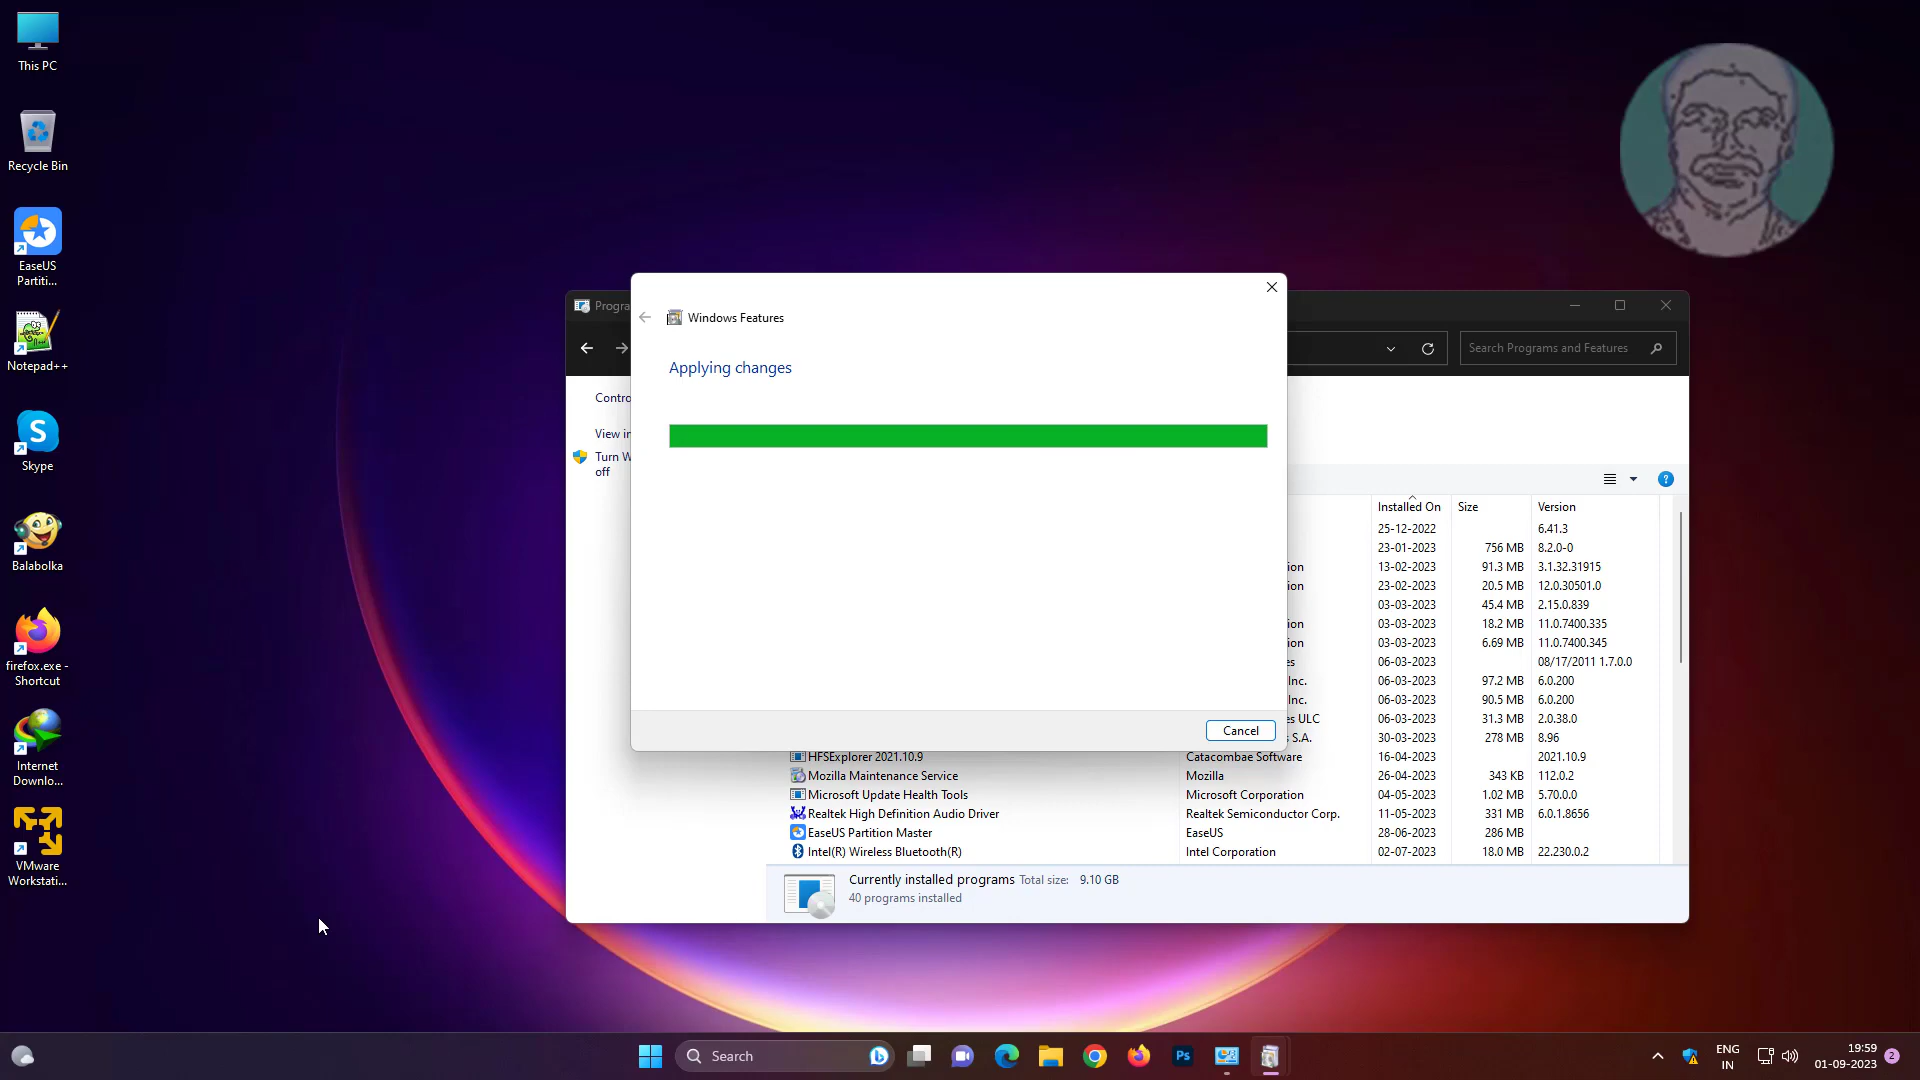 This PC
Recycle Bin
EaseUS
Partiti...
Notepad++
Skype
Balabolka
firefox.exe -
Shortcut
Internet
Downlo...
VMware
Workstati...
Progra
Search Programs and Features
Contro
View in
Turn W
off
Windows Features
Applying changes
Cancel
Installed On Size Version
25-12-2022 6.41.3
23-01-2023 756 MB 8.2.0-0
ion 13-02-2023 91.3 MB 3.1.32.31915
ion 23-02-2023 20.5 MB 12.0.30501.0
03-03-2023 45.4 MB 2.15.0.839
ion 03-03-2023 18.2 MB 11.0.7400.335
ion 03-03-2023 6.69 MB 11.0.7400.345
es 06-03-2023 08/17/2011 1.7.0.0
Inc. 06-03-2023 97.2 MB 6.0.200
Inc. 06-03-2023 90.5 MB 6.0.200
es ULC 06-03-2023 31.3 MB 2.0.38.0
S.A. 30-03-2023 278 MB 8.96
HFSExplorer 2021.10.9 Catacombae Software 16-04-2023 2021.10.9
Mozilla Maintenance Service Mozilla 26-04-2023 343 KB 112.0.2
Microsoft Update Health Tools Microsoft Corporation 04-05-2023 1.02 MB 5.70.0.0
Realtek High Definition Audio Driver Realtek Semiconductor Corp. 11-05-2023 331 MB 6.0.1.8656
EaseUS Partition Master EaseUS 28-06-2023 286 MB
Intel(R) Wireless Bluetooth(R) Intel Corporation 02-07-2023 18.0 MB 22.230.0.2
Currently installed programs Total size: 9.10 GB
40 programs installed
Search
Ps
ENG
IN
19:59
01-09-2023
2